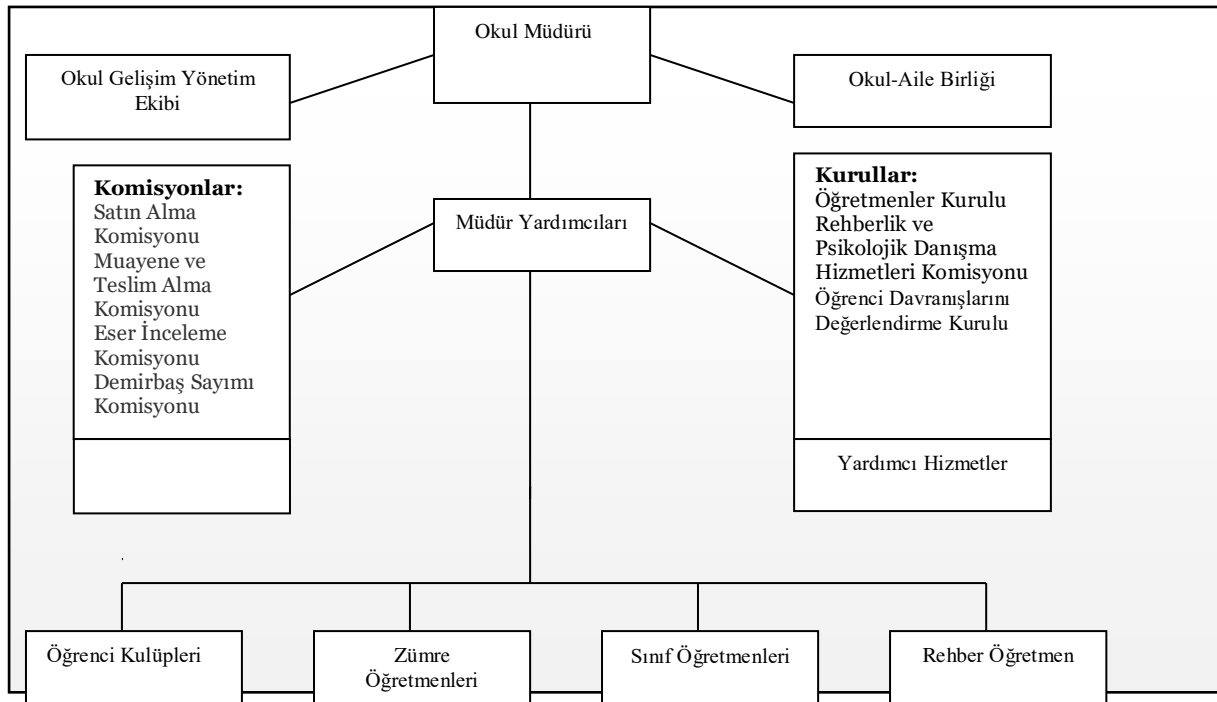 Okul Müdürü
Okul Gelişim Yönetim
Ekibi
Okul-Aile Birliği
Komisyonlar:
Satın Alma
Komisyonu
Muayene ve
Teslim Alma
Komisyonu
Eser İnceleme
Komisyonu
Demirbaş Sayımı
Komisyonu
Müdür Yardımcıları
Kurullar:
Öğretmenler Kurulu
Rehberlik ve
Psikolojik Danışma
Hizmetleri Komisyonu
Öğrenci Davranışlarını
Değerlendirme Kurulu
Yardımcı Hizmetler
Öğrenci Kulüpleri
Zümre
Öğretmenleri
Sınıf Öğretmenleri
Rehber Öğretmen